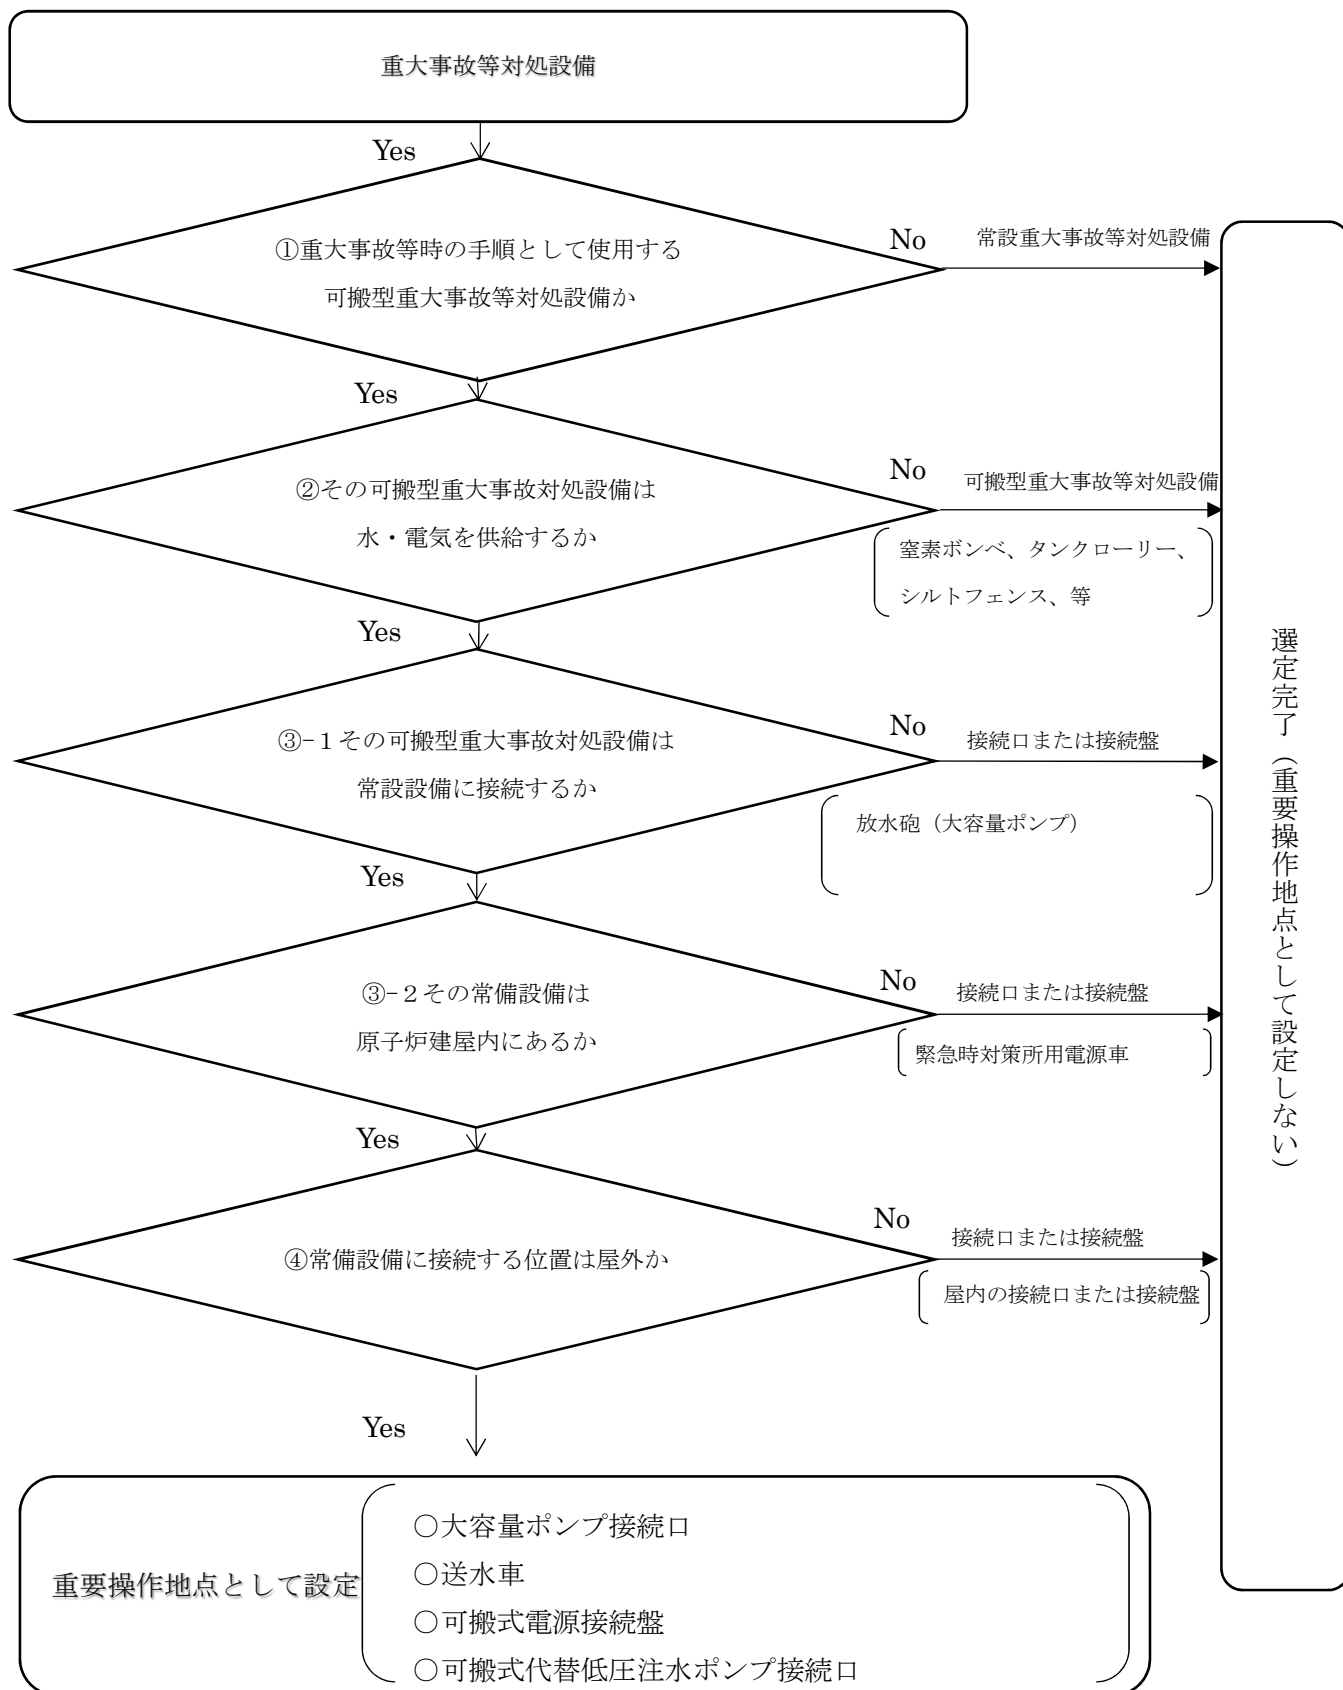 重大事故等対処設備
Yes
①重大事故等時の手順として使用する
可搬型重大事故等対処設備か
No
常設重大事故等対処設備
Yes
②その可搬型重大事故対処設備は
水・電気を供給するか
No
可搬型重大事故等対処設備
窒素ボンベ、タンクローリー、
シルトフェンス、等
Yes
③-１その可搬型重大事故対処設備は
常設設備に接続するか
No
接続口または接続盤
放水砲（大容量ポンプ）
Yes
③-２その常備設備は
原子炉建屋内にあるか
No
接続口または接続盤
緊急時対策所用電源車
Yes
④常備設備に接続する位置は屋外か
No
接続口または接続盤
屋内の接続口または接続盤
Yes
選定完了（重要操作地点として設定しない）
重要操作地点として設定
○大容量ポンプ接続口
○送水車
○可搬式電源接続盤
○可搬式代替低圧注水ポンプ接続口